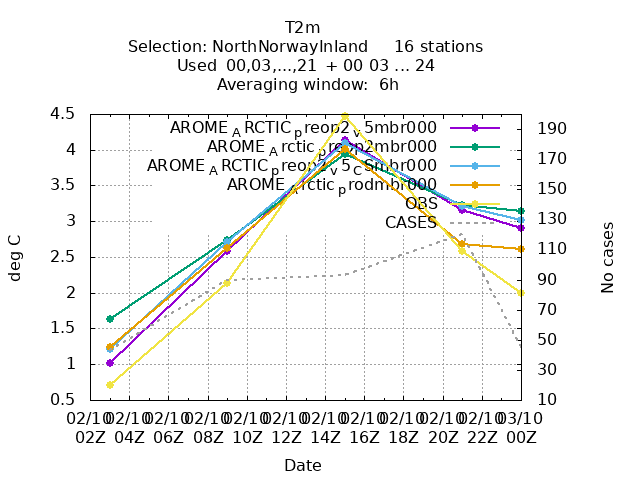 T2m
Selection: NorthNorwayInland 16 stations
Used 00,03,...,21 + 00 03 ... 24
Averaging window: 6h
AROME_ARCTIC_preop2_v5mbr000
AROME_Arctic_preop2mbr000
AROME_ARCTIC_preop2_v5_CSmbr000
AROME_Arctic_prodmbr000
OBS
CASES
4.5
4
3.5
3
2.5
2
1.5
1
0.5
deg C
190
170
150
130
110
90
70
50
30
10
No cases
02/10 02/10 02/10 02/10 02/10 02/10 02/10 02/10 02/10 02/10 02/10 03/10
02Z 04Z 06Z 08Z 10Z 12Z 14Z 16Z 18Z 20Z 22Z 00Z
Date